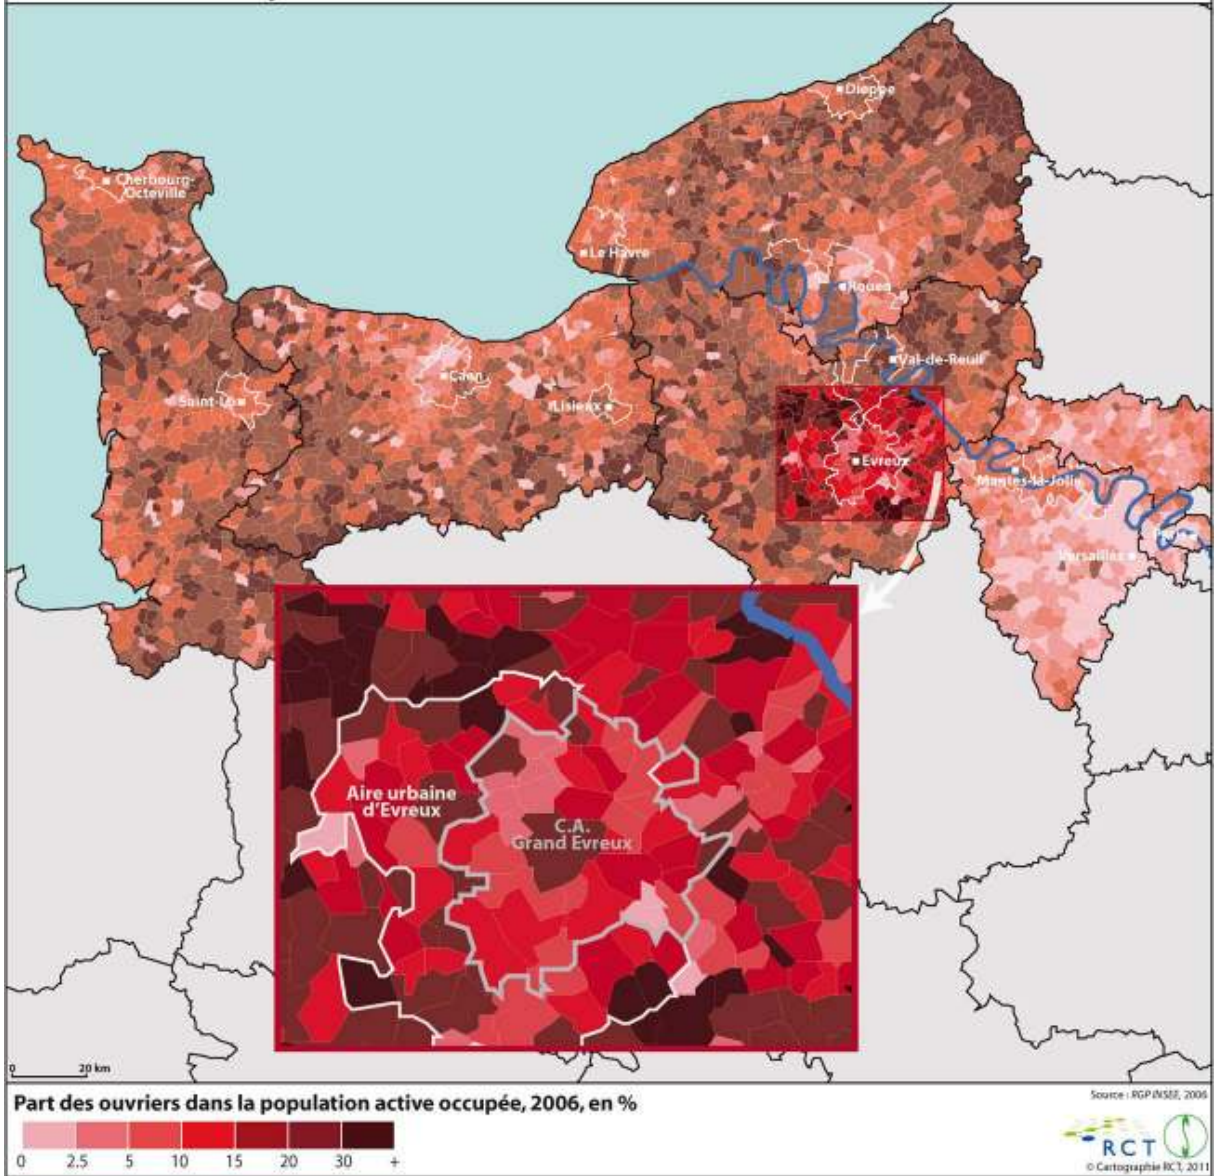 Dieppe
Cherbourg-
Octeville
Le Havre
Rouen
Val-de-Reuil
Caen
Saint-Lô
Lisieux
Evreux
Mantes-la-Jolie
Versailles
Aire urbaine
d'Evreux
C.A.
Grand Evreux
0 20 km
Part des ouvriers dans la population active occupée, 2006, en %
0 2.5 5 10 15 20 30 +
Source : RGP INSEE, 2006
RCT
© Cartographie RCT, 2011